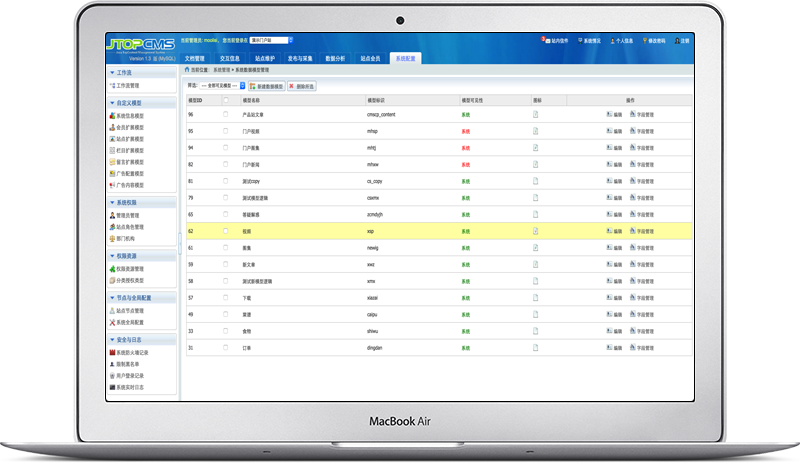 JTOPCMS
Version 1.0 版 (MySQL)
当前管理员: moolai, 您当前登录在 演示门户站
站内信件 系统情况 个人信息 修改密码 注销
文档管理 交互信息 站点维护 发布与采集 数据分析 站点会员 系统配置
当前位置: 系统管理 » 系统数据模型管理
筛选: --- 全部可见模型 --- 新建数据模型 删除所选
工作流
工作流管理
自定义模型
系统信息模型
会员扩展模型
站点扩展模型
栏目扩展模型
留言扩展模型
广告配置模型
广告内容模型
系统权限
管理员管理
站点角色管理
部门机构
权限资源
权限资源管理
分类授权类型
节点与全局配置
站点节点管理
系统全局配置
安全与日志
系统防火墙记录
限制黑名单
用户登录记录
系统实时日志
模型ID 模型名称 模型标识 模型可见性 图标 操作
96 产品站文章 cmscp_content 系统 编辑 字段管理
95 门户视频 mhsp 系统 编辑 字段管理
94 门户图集 mhtj 系统 编辑 字段管理
82 门户新闻 mhxw 系统 编辑 字段管理
81 测试copy cs_copy 系统 编辑 字段管理
79 测试模型逻辑 csmx 系统 编辑 字段管理
65 答疑解惑 zcmdyjh 系统 编辑 字段管理
62 视频 xsp 系统 编辑 字段管理
61 图集 newig 系统 编辑 字段管理
59 新文章 xwz 系统 编辑 字段管理
58 测试新模型逻辑 xmx 系统 编辑 字段管理
57 下载 xiazai 系统 编辑 字段管理
49 菜谱 caipu 系统 编辑 字段管理
33 食物 shiwu 系统 编辑 字段管理
31 订单 dingdan 系统 编辑 字段管理
MacBook Air